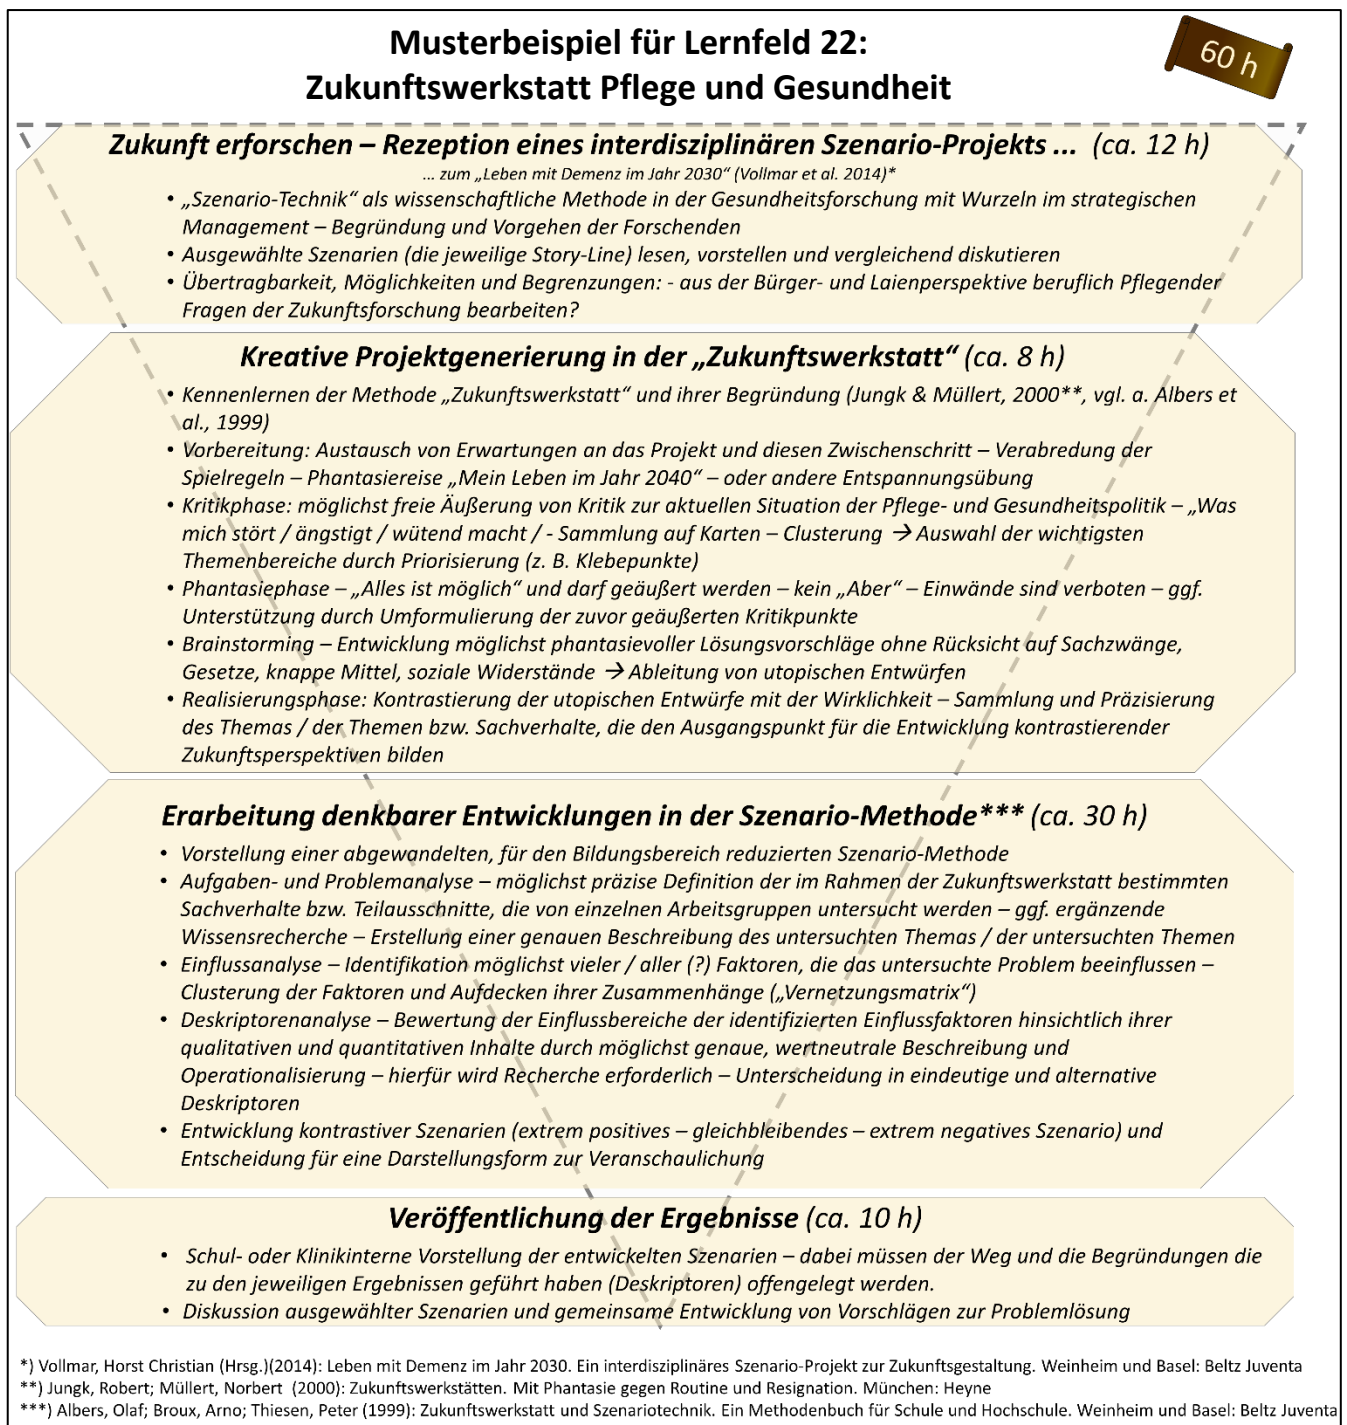 Musterbeispiel für Lernfeld 22:
Zukunftswerkstatt Pflege und Gesundheit
60 h
Zukunft erforschen – Rezeption eines interdisziplinären Szenario-Projekts ... (ca. 12 h)
... zum „Leben mit Demenz im Jahr 2030“ (Vollmar et al. 2014)*
• „Szenario-Technik“ als wissenschaftliche Methode in der Gesundheitsforschung mit Wurzeln im strategischen
Management – Begründung und Vorgehen der Forschenden
• Ausgewählte Szenarien (die jeweilige Story-Line) lesen, vorstellen und vergleichend diskutieren
• Übertragbarkeit, Möglichkeiten und Begrenzungen: - aus der Bürger- und Laienperspektive beruflich Pflegender
Fragen der Zukunftsforschung bearbeiten?
Kreative Projektgenerierung in der „Zukunftswerkstatt“ (ca. 8 h)
• Kennenlernen der Methode „Zukunftswerkstatt“ und ihrer Begründung (Jungk & Müllert, 2000**, vgl. a. Albers et
al., 1999)
• Vorbereitung: Austausch von Erwartungen an das Projekt und diesen Zwischenschritt – Verabredung der
Spielregeln – Phantasiereise „Mein Leben im Jahr 2040“ – oder andere Entspannungsübung
• Kritikphase: möglichst freie Äußerung von Kritik zur aktuellen Situation der Pflege- und Gesundheitspolitik – „Was
mich stört / ängstigt / wütend macht / - Sammlung auf Karten – Clusterung → Auswahl der wichtigsten
Themenbereiche durch Priorisierung (z. B. Klebepunkte)
• Phantasiephase – „Alles ist möglich“ und darf geäußert werden – kein „Aber“ – Einwände sind verboten – ggf.
Unterstützung durch Umformulierung der zuvor geäußerten Kritikpunkte
• Brainstorming – Entwicklung möglichst phantasievoller Lösungsvorschläge ohne Rücksicht auf Sachzwänge,
Gesetze, knappe Mittel, soziale Widerstände → Ableitung von utopischen Entwürfen
• Realisierungsphase: Kontrastierung der utopischen Entwürfe mit der Wirklichkeit – Sammlung und Präzisierung
des Themas / der Themen bzw. Sachverhalte, die den Ausgangspunkt für die Entwicklung kontrastierender
Zukunftsperspektiven bilden
Erarbeitung denkbarer Entwicklungen in der Szenario-Methode*** (ca. 30 h)
• Vorstellung einer abgewandelten, für den Bildungsbereich reduzierten Szenario-Methode
• Aufgaben- und Problemanalyse – möglichst präzise Definition der im Rahmen der Zukunftswerkstatt bestimmten
Sachverhalte bzw. Teilausschnitte, die von einzelnen Arbeitsgruppen untersucht werden – ggf. ergänzende
Wissensrecherche – Erstellung einer genauen Beschreibung des untersuchten Themas / der untersuchten Themen
• Einflussanalyse – Identifikation möglichst vieler / aller (?) Faktoren, die das untersuchte Problem beeinflussen –
Clusterung der Faktoren und Aufdecken ihrer Zusammenhänge („Vernetzungsmatrix“)
• Deskriptorenanalyse – Bewertung der Einflussbereiche der identifizierten Einflussfaktoren hinsichtlich ihrer
qualitativen und quantitativen Inhalte durch möglichst genaue, wertneutrale Beschreibung und
Operationalisierung – hierfür wird Recherche erforderlich – Unterscheidung in eindeutige und alternative
Deskriptoren
• Entwicklung kontrastiver Szenarien (extrem positives – gleichbleibendes – extrem negatives Szenario) und
Entscheidung für eine Darstellungsform zur Veranschaulichung
Veröffentlichung der Ergebnisse (ca. 10 h)
• Schul- oder Klinikinterne Vorstellung der entwickelten Szenarien – dabei müssen der Weg und die Begründungen die
zu den jeweiligen Ergebnissen geführt haben (Deskriptoren) offengelegt werden.
• Diskussion ausgewählter Szenarien und gemeinsame Entwicklung von Vorschlägen zur Problemlösung
*) Vollmar, Horst Christian (Hrsg.)(2014): Leben mit Demenz im Jahr 2030. Ein interdisziplinäres Szenario-Projekt zur Zukunftsgestaltung. Weinheim und Basel: Beltz Juventa
**) Jungk, Robert; Müllert, Norbert (2000): Zukunftswerkstätten. Mit Phantasie gegen Routine und Resignation. München: Heyne
***) Albers, Olaf; Broux, Arno; Thiesen, Peter (1999): Zukunftswerkstatt und Szenariotechnik. Ein Methodenbuch für Schule und Hochschule. Weinheim und Basel: Beltz Juventa